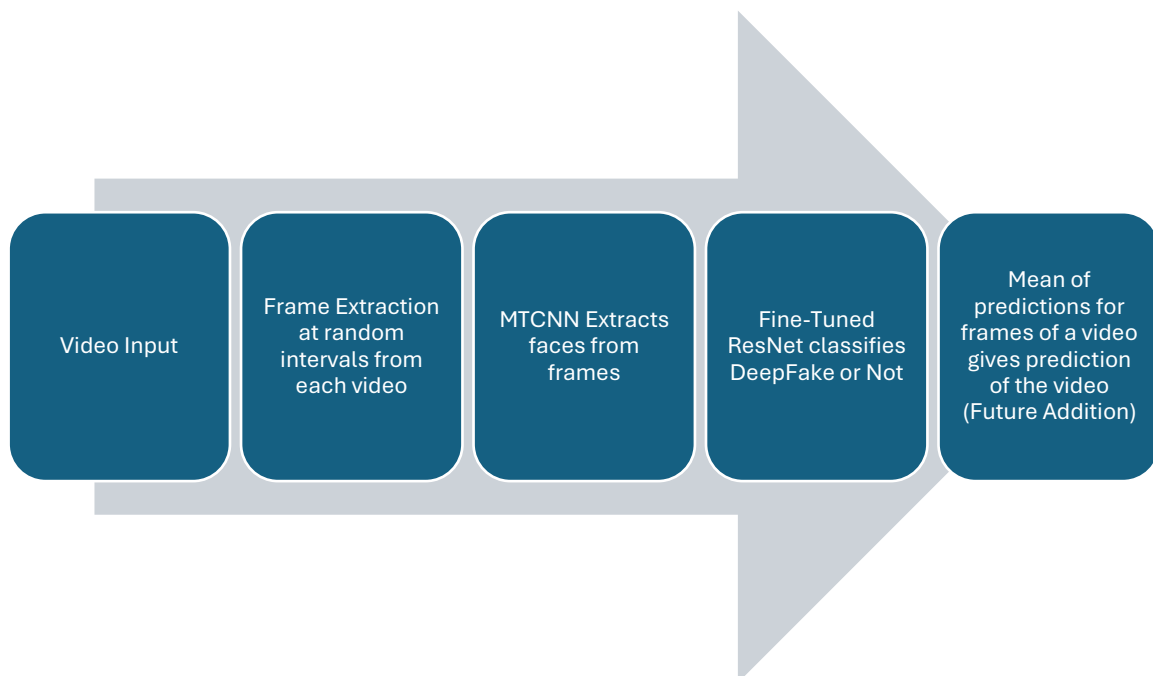 Video Input
Frame Extraction
at random
intervals from
each video
MTCNN Extracts
faces from
frames
Fine-Tuned
ResNet classifies
DeepFake or Not
Mean of
predictions for
frames of a video
gives prediction
of the video
(Future Addition)